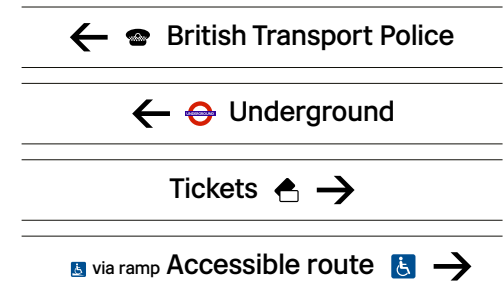 British Transport Police
Underground
Tickets
via ramp Accessible route